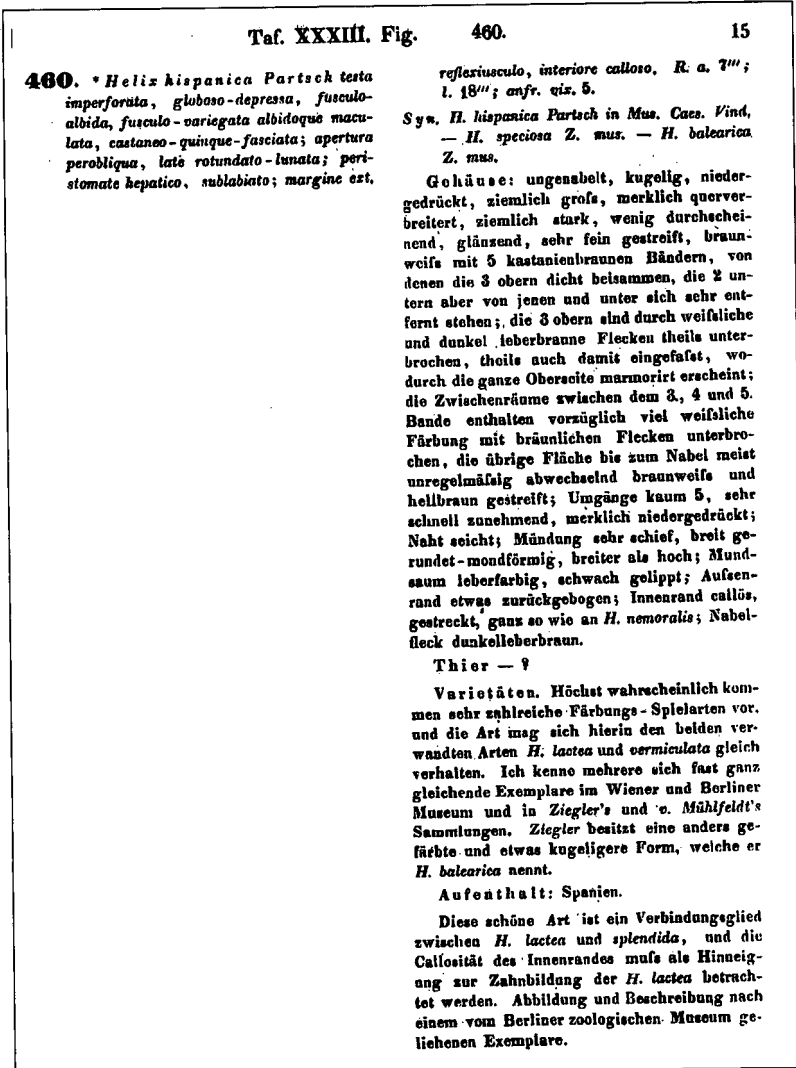 Taf. XXXIII. Fig. 460. 15
460. * Helix hispanica Partsch testa
imperforata, globoso-depressa, fusculo-
albida, fusculo-variegata albidoque macu-
lata, castaneo-quinque-fasciata; apertura
perobliqua, late rotundato-lunata; peri-
stomate hepatico, sublabiato; margine ext.
reflexiusculo, interiore calloso. R. a. 7‴;
l. 18‴; anfr. vix. 5.
Syn. H. hispanica Partsch in Mus. Caes. Vind.
— H. speciosa Z. mus. — H. balearica
Z. mus.
Gehäuse: ungenabelt, kugelig, nieder-
gedrückt, ziemlich groſs, merklich querver-
breitert, ziemlich stark, wenig durchschei-
nend, glänzend, sehr fein gestreift, braun-
weiſs mit 5 kastanienbraunen Bändern, von
denen die 3 obern dicht beisammen, die 2 un-
tern aber von jenen und unter sich sehr ent-
fernt stehen; die 3 obern sind durch weiſsliche
und dunkel leberbraune Flecken theils unter-
brochen, theils auch damit eingefaſst, wo-
durch die ganze Oberseite marmorirt erscheint;
die Zwischenräume zwischen dem 3., 4 und 5.
Bande enthalten vorzüglich viel weiſsliche
Färbung mit bräunlichen Flecken unterbro-
chen, die übrige Fläche bis zum Nabel meist
unregelmäſsig abwechselnd braunweiſs und
hellbraun gestreift; Umgänge kaum 5, sehr
schnell zunehmend, merklich niedergedrückt;
Naht seicht; Mündung sehr schief, breit ge-
rundet-mondförmig, breiter als hoch; Mund-
saum leberfarbig, schwach gelippt; Auſsen-
rand etwas zurückgebogen; Innenrand callös,
gestreckt, ganz so wie an H. nemoralis; Nabel-
fleck dunkelleberbraun.
Thier — ?
Varietäten. Höchst wahrscheinlich kom-
men sehr zahlreiche Färbungs-Spielarten vor,
und die Art mag sich hierin den beiden ver-
wandten Arten H. lactea und vermiculata gleich
verhalten. Ich kenne mehrere sich fast ganz
gleichende Exemplare im Wiener und Berliner
Museum und in Ziegler's und v. Mühlfeldt's
Sammlungen. Ziegler besitzt eine anders ge-
färbte und etwas kugeligere Form, welche er
H. balearica nennt.
Aufenthalt: Spanien.
Diese schöne Art ist ein Verbindungsglied
zwischen H. lactea und splendida, und die
Callosität des Innenrandes muſs als Hinneig-
ung zur Zahnbildung der H. lactea betrach-
tet werden. Abbildung und Beschreibung nach
einem vom Berliner zoologischen Museum ge-
liehenen Exemplare.